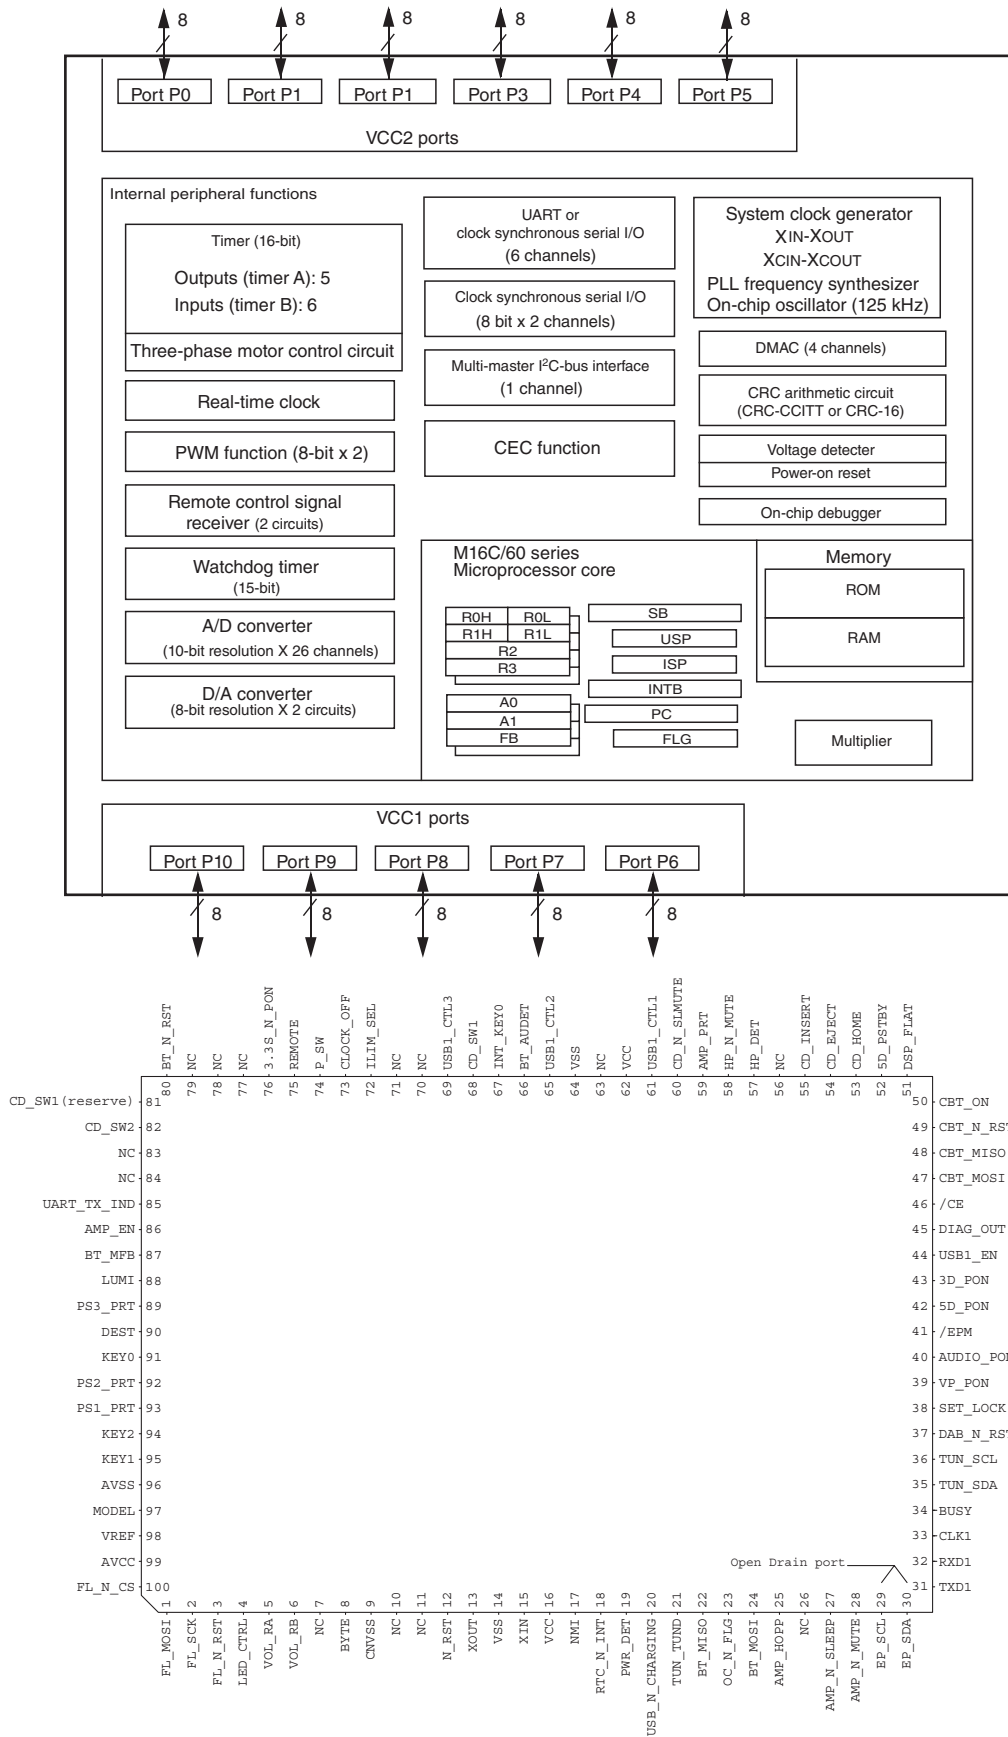 8 8 8 8 8 8
Port P0 Port P1 Port P1 Port P3 Port P4 Port P5
VCC2 ports
Internal peripheral functions
Timer (16-bit)
Outputs (timer A): 5
Inputs (timer B): 6
Three-phase motor control circuit
Real-time clock
PWM function (8-bit x 2)
Remote control signal
receiver (2 circuits)
Watchdog timer
(15-bit)
A/D converter
(10-bit resolution X 26 channels)
D/A converter
(8-bit resolution X 2 circuits)
UART or
clock synchronous serial I/O
(6 channels)
Clock synchronous serial I/O
(8 bit x 2 channels)
Multi-master I²C-bus interface
(1 channel)
CEC function
System clock generator
XIN-XOUT
XCIN-XCOUT
PLL frequency synthesizer
On-chip oscillator (125 kHz)
DMAC (4 channels)
CRC arithmetic circuit
(CRC-CCITT or CRC-16)
Voltage detecter
Power-on reset
On-chip debugger
M16C/60 series
Microprocessor core
R0H R0L
R1H R1L
R2
R3
A0
A1
FB
SB
USP
ISP
INTB
PC
FLG
Memory
ROM
RAM
Multiplier
VCC1 ports
Port P10 Port P9 Port P8 Port P7 Port P6
8 8 8 8 8
80 BT_N_RST
79 NC
78 NC
77 NC
76 3.3S_N_PON
75 REMOTE
74 P_SW
73 CLOCK_OFF
72 ILIM_SEL
71 NC
70 NC
69 USB1_CTL3
68 CD_SW1
67 INT_KEY0
66 BT_AUDET
65 USB1_CTL2
64 VSS
63 NC
62 VCC
61 USB1_CTL1
60 CD_N_SLMUTE
59 AMP_PRT
58 HP_N_MUTE
57 HP_DET
56 NC
55 CD_INSERT
54 CD_EJECT
53 CD_HOME
52 5D_PSTBY
51 DSP_FLAT
CD_SW1(reserve) 81
CD_SW2 82
NC 83
NC 84
UART_TX_IND 85
AMP_EN 86
BT_MFB 87
LUMI 88
PS3_PRT 89
DEST 90
KEY0 91
PS2_PRT 92
PS1_PRT 93
KEY2 94
KEY1 95
AVSS 96
MODEL 97
VREF 98
AVCC 99
FL_N_CS 100
50 CBT_ON
49 CBT_N_RST
48 CBT_MISO
47 CBT_MOSI
46 /CE
45 DIAG_OUT
44 USB1_EN
43 3D_PON
42 5D_PON
41 /EPM
40 AUDIO_PON
39 VP_PON
38 SET_LOCK
37 DAB_N_RST
36 TUN_SCL
35 TUN_SDA
34 BUSY
33 CLK1
32 RXD1
31 TXD1
Open Drain port
1 FL_MOSI
2 FL_SCK
3 FL_N_RST
4 LED_CTRL
5 VOL_RA
6 VOL_RB
7 NC
8 BYTE
9 CNVSS
10 NC
11 NC
12 N_RST
13 XOUT
14 VSS
15 XIN
16 VCC
17 NMI
18 RTC_N_INT
19 PWR_DET
20 USB_N_CHARGING
21 TUN_TUND
22 BT_MISO
23 OC_N_FLG
24 BT_MOSI
25 AMP_HOPP
26 NC
27 AMP_N_SLEEP
28 AMP_N_MUTE
29 EP_SCL
30 EP_SDA